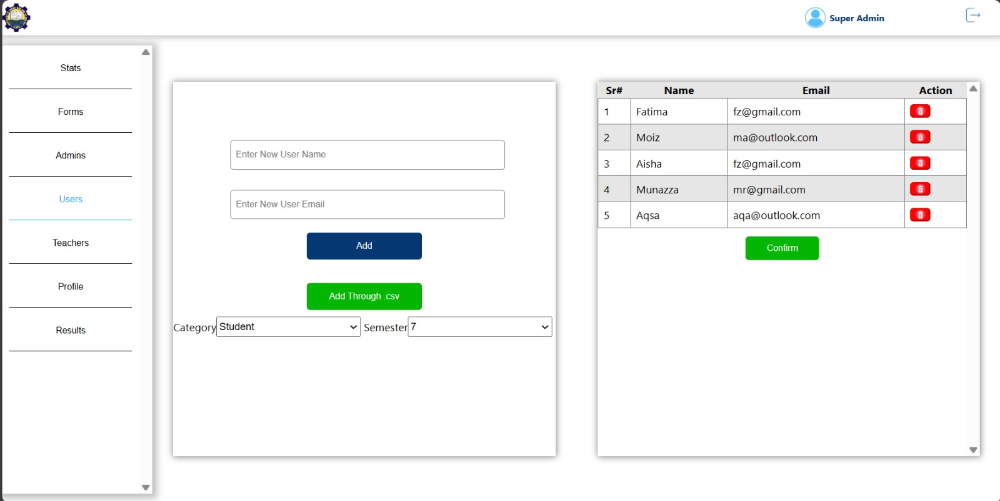 Super Admin
Stats
Forms
Admins
Users
Teachers
Profile
Results
Enter New User Name
Enter New User Email
Add
Add Through .csv
Category Student Semester 7
Sr# Name Email Action
1 Fatima fz@gmail.com
2 Moiz ma@outlook.com
3 Aisha fz@gmail.com
4 Munazza mr@gmail.com
5 Aqsa aqa@outlook.com
Confirm